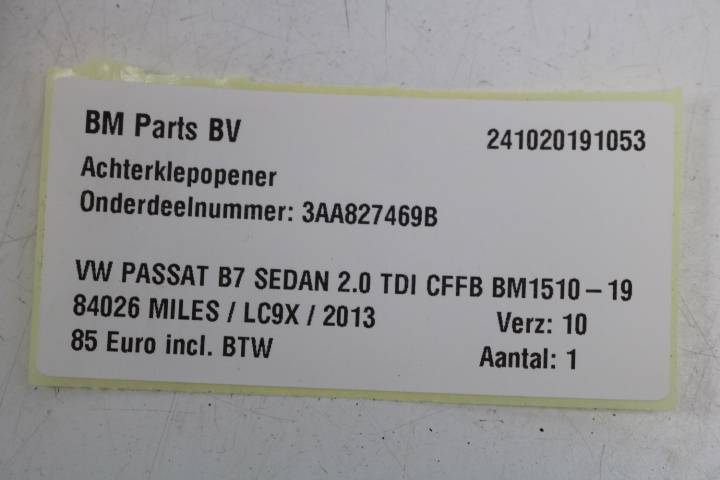 BM Parts BV 241020191053
Achterklepopener
Onderdeelnummer: 3AA827469B
VW PASSAT B7 SEDAN 2.0 TDI CFFB BM1510-19
84026 MILES / LC9X / 2013 Verz: 10
85 Euro incl. BTW Aantal: 1